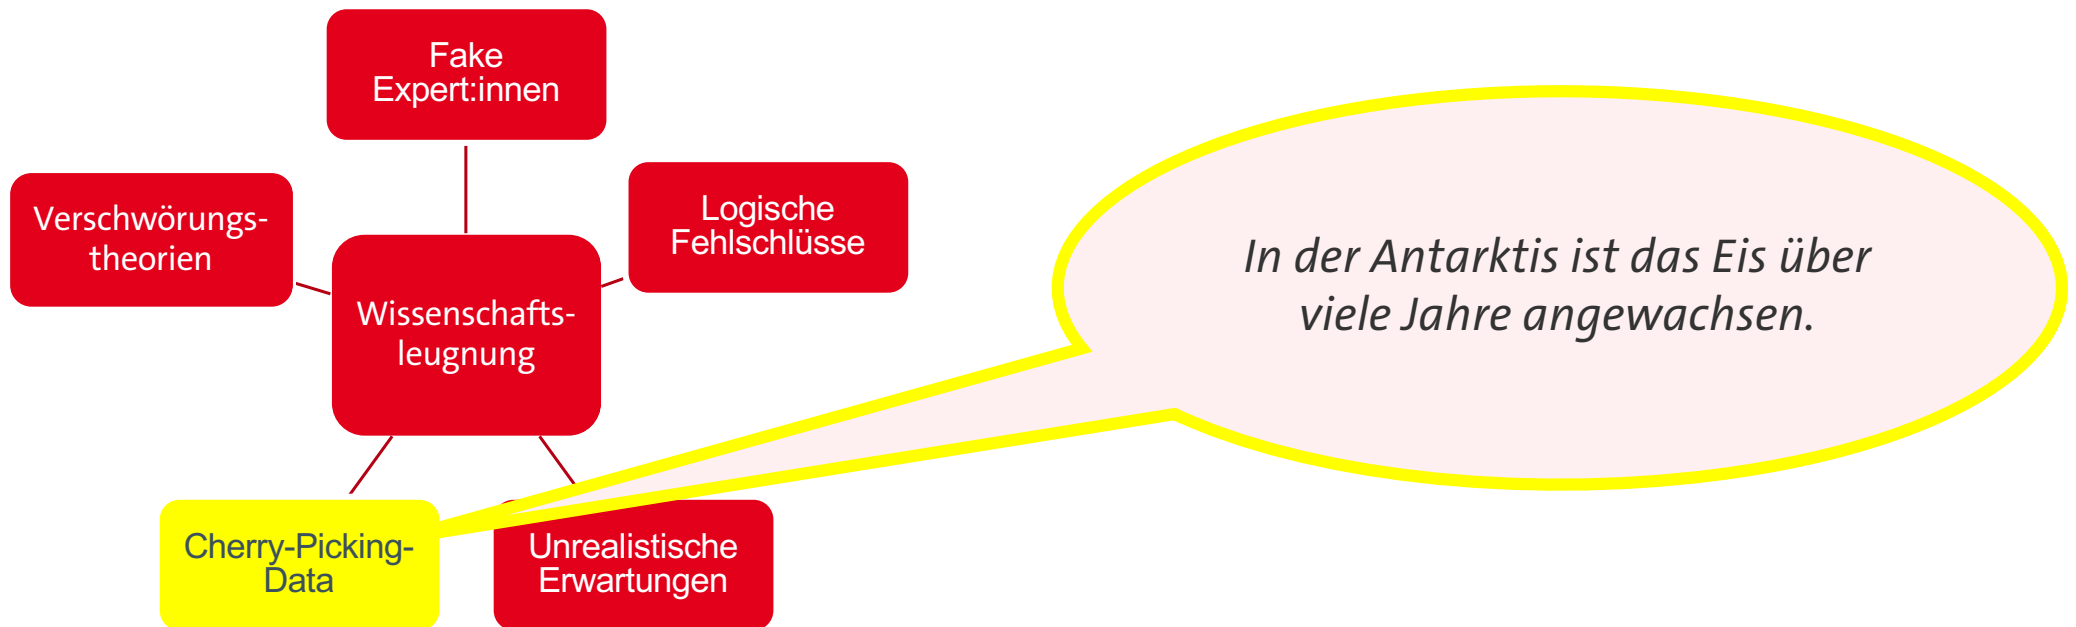 Fake
Expert:innen
Verschwörungs-
theorien
Logische
Fehlschlüsse
Wissenschafts-
leugnung
Cherry-Picking-
Data
Unrealistische
Erwartungen
In der Antarktis ist das Eis über
viele Jahre angewachsen.